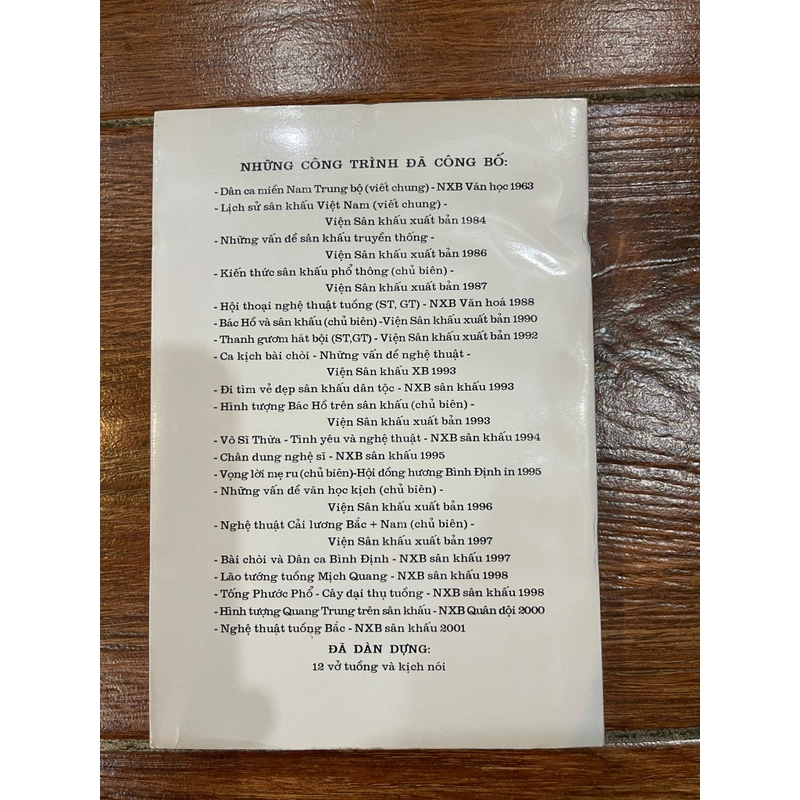 NHỮNG CÔNG TRÌNH ĐÃ CÔNG BỐ:
- Dân ca miền Nam Trung bộ (viết chung) - NXB Văn học 1963
- Lịch sử sân khấu Việt Nam (viết chung) -
Viện Sân khấu xuất bản 1984
- Những vấn đề sân khấu truyền thống -
Viện Sân khấu xuất bản 1986
- Kiến thức sân khấu phổ thông (chủ biên) -
Viện Sân khấu xuất bản 1987
- Hội thoại nghệ thuật tuồng (ST, GT) - NXB Văn hoá 1988
- Bác Hồ và sân khấu (chủ biên) -Viện Sân khấu xuất bản 1990
- Thanh gươm hát bội (ST,GT) - Viện Sân khấu xuất bản 1992
- Ca kịch bài chòi - Những vấn đề nghệ thuật -
Viện Sân khấu XB 1993
- Đi tìm vẻ đẹp sân khấu dân tộc - NXB sân khấu 1993
- Hình tượng Bác Hồ trên sân khấu (chủ biên) -
Viện Sân khấu xuất bản 1993
- Võ Sĩ Thừa - Tình yêu và nghệ thuật - NXB sân khấu 1994
- Chân dung nghệ sĩ - NXB sân khấu 1995
- Vọng lời mẹ ru (chủ biên)-Hội đồng hương Bình Định in 1995
- Những vấn đề văn học kịch (chủ biên) -
Viện Sân khấu xuất bản 1996
- Nghệ thuật Cải lương Bắc + Nam (chủ biên) -
Viện Sân khấu xuất bản 1997
- Bài chòi và Dân ca Bình Định - NXB sân khấu 1997
- Lão tướng tuồng Mịch Quang - NXB sân khấu 1998
- Tống Phước Phổ - Cây đại thụ tuồng - NXB sân khấu 1998
- Hình tượng Quang Trung trên sân khấu - NXB Quân đội 2000
- Nghệ thuật tuồng Bắc - NXB sân khấu 2001
ĐÃ DÀN DỰNG:
12 vở tuồng và kịch nói